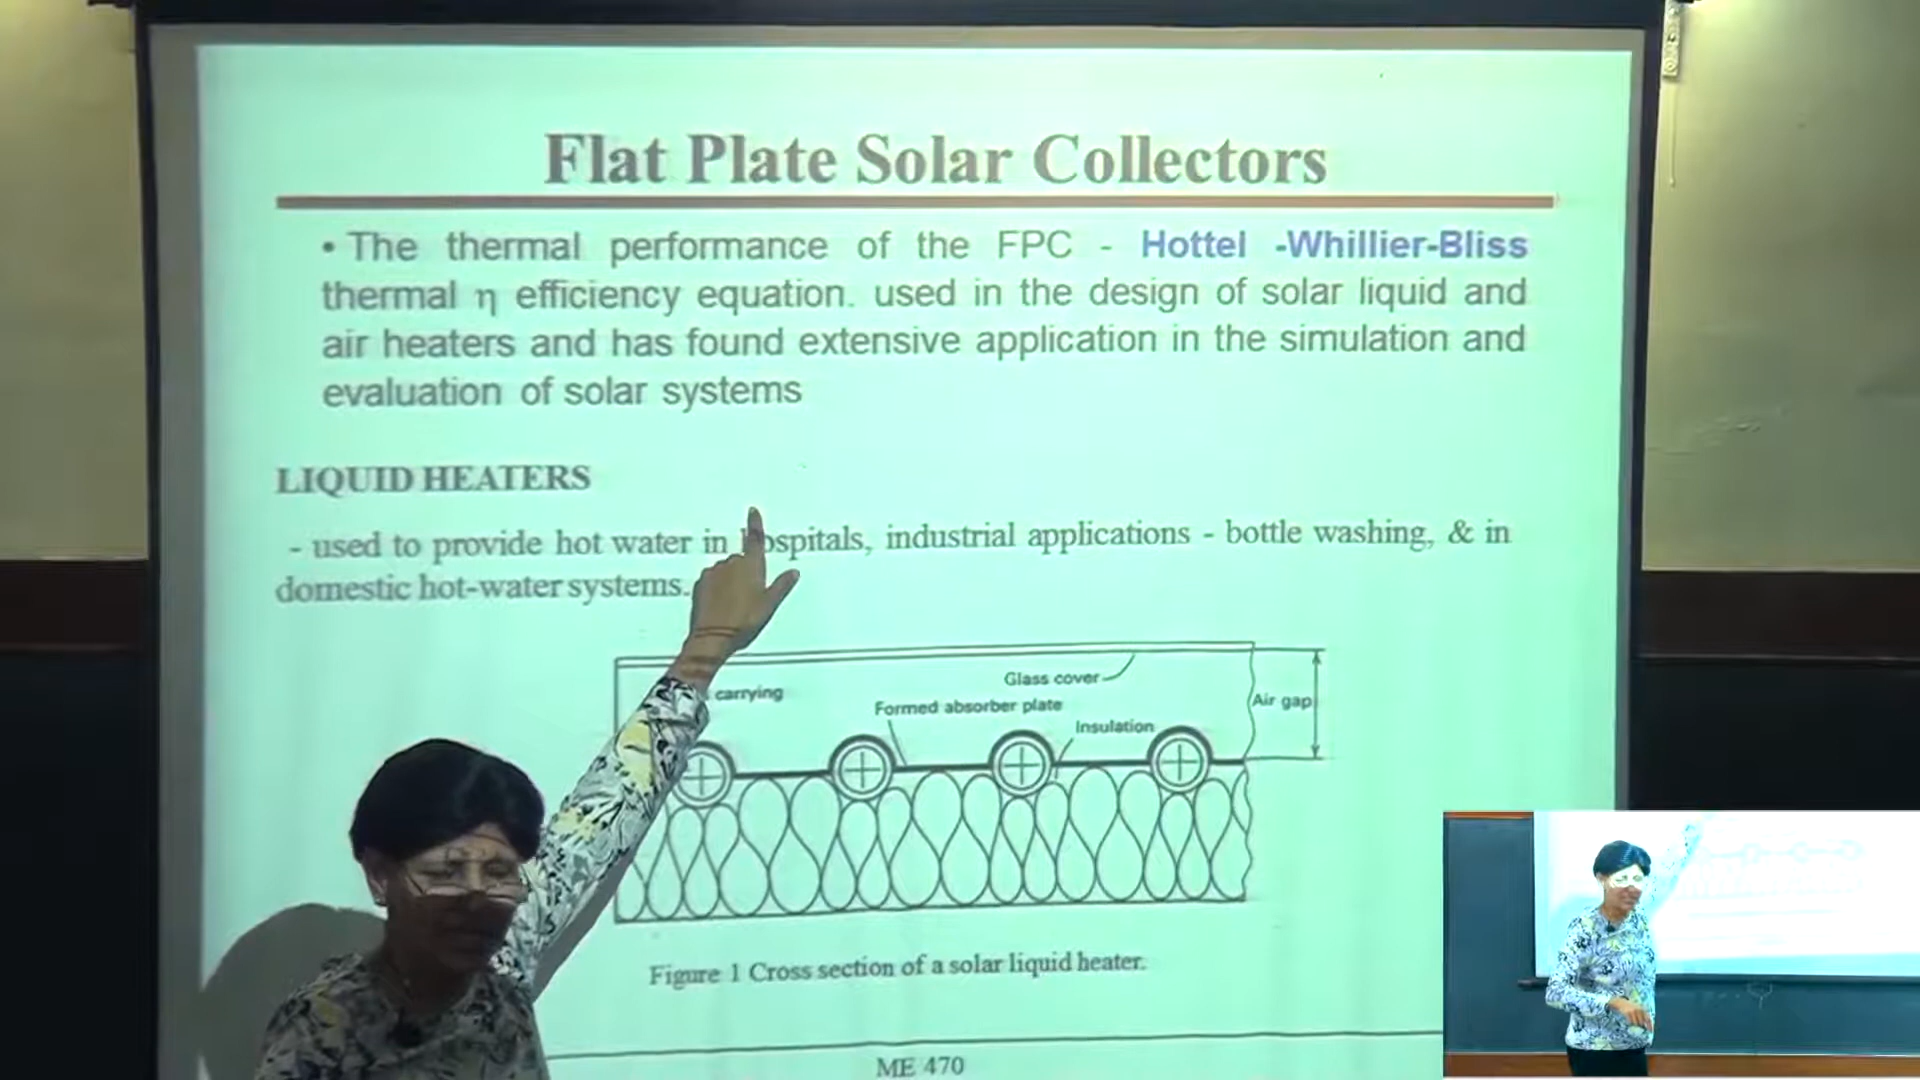 Flat Plate Solar Collectors
• The thermal performance of the FPC - Hottel -Whillier-Bliss
thermal η efficiency equation. used in the design of solar liquid and
air heaters and has found extensive application in the simulation and
evaluation of solar systems
LIQUID HEATERS
- used to provide hot water in hospitals, industrial applications - bottle washing, & in
domestic hot-water systems.
Glass cover
carrying
Formed absorber plate
Air gap
Insulation
Figure 1 Cross section of a solar liquid heater.
ME 470